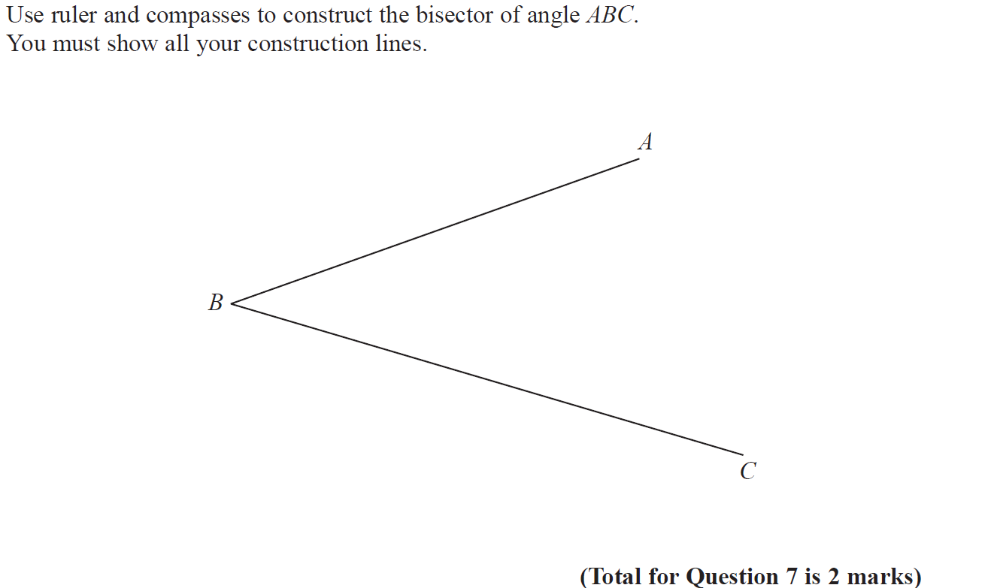 Use ruler and compasses to construct the bisector of angle ABC.
You must show all your construction lines.
A
B
C
(Total for Question 7 is 2 marks)